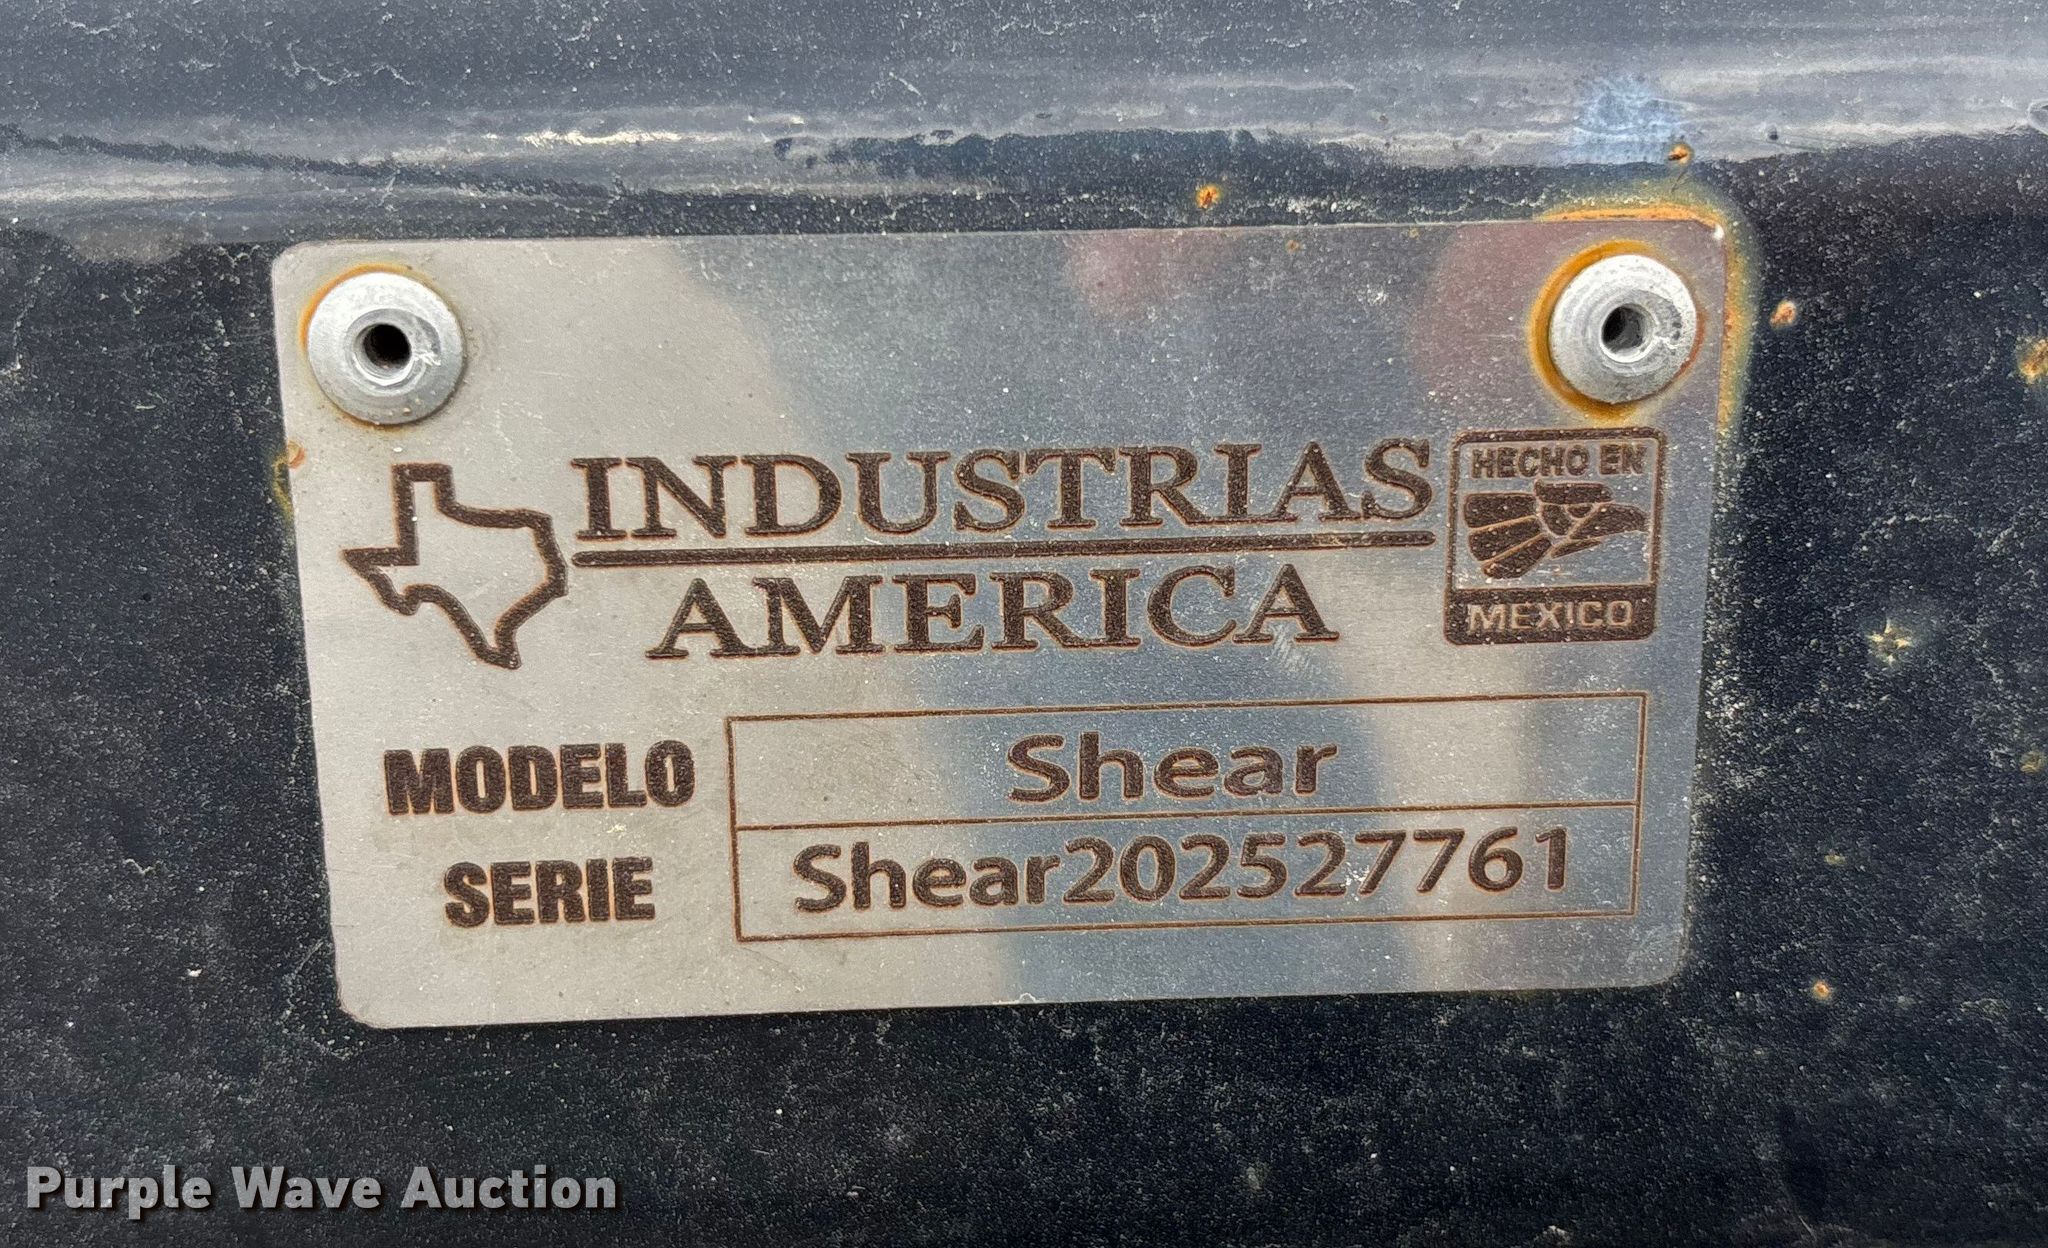 INDUSTRIAS
AMERICA
HECHO EN
MEXICO
MODELO Shear
SERIE Shear202527761
Purple Wave Auction